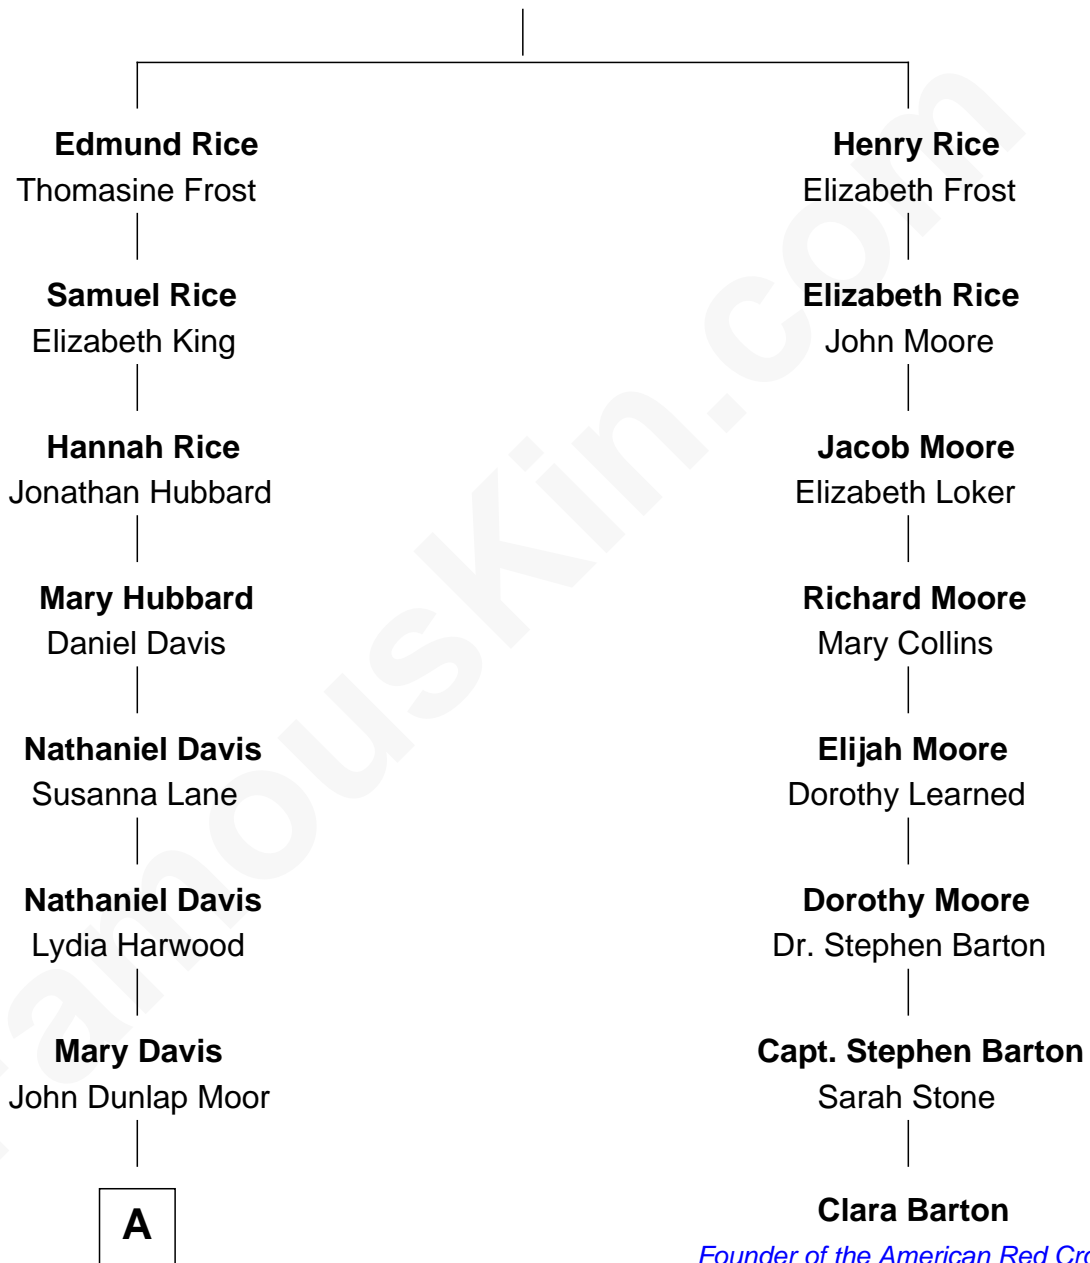 Edmund Rice
Thomasine Frost
Samuel Rice
Elizabeth King
Hannah Rice
Jonathan Hubbard
Mary Hubbard
Daniel Davis
Nathaniel Davis
Susanna Lane
Nathaniel Davis
Lydia Harwood
Mary Davis
John Dunlap Moor
A
Henry Rice
Elizabeth Frost
Elizabeth Rice
John Moore
Jacob Moore
Elizabeth Loker
Richard Moore
Mary Collins
Elijah Moore
Dorothy Learned
Dorothy Moore
Dr. Stephen Barton
Capt. Stephen Barton
Sarah Stone
Clara Barton
Founder of the American Red Cro
FamousKin.com